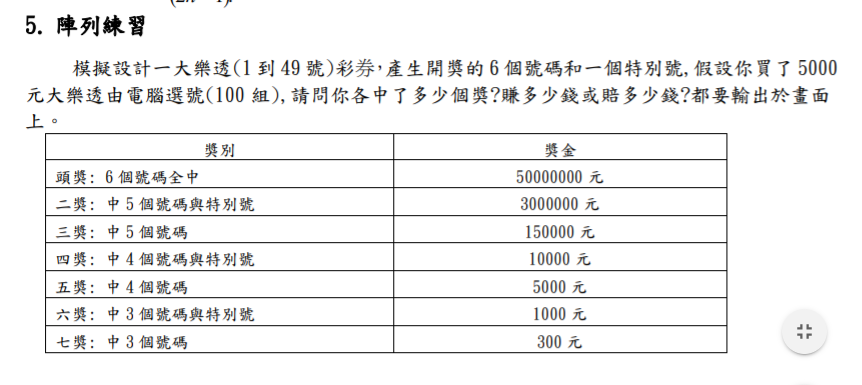 5. 陣列練習
模擬設計一大樂透(1 到 49 號)彩券,產生開獎的 6 個號碼和一個特別號, 假設你買了 5000
元大樂透由電腦選號(100 組), 請問你各中了多少個獎?賺多少錢或賠多少錢?都要輸出於畫面
上。
獎別 獎金
頭獎: 6 個號碼全中 50000000 元
二獎: 中 5 個號碼與特別號 3000000 元
三獎: 中 5 個號碼 150000 元
四獎: 中 4 個號碼與特別號 10000 元
五獎: 中 4 個號碼 5000 元
六獎: 中 3 個號碼與特別號 1000 元
七獎: 中 3 個號碼 300 元